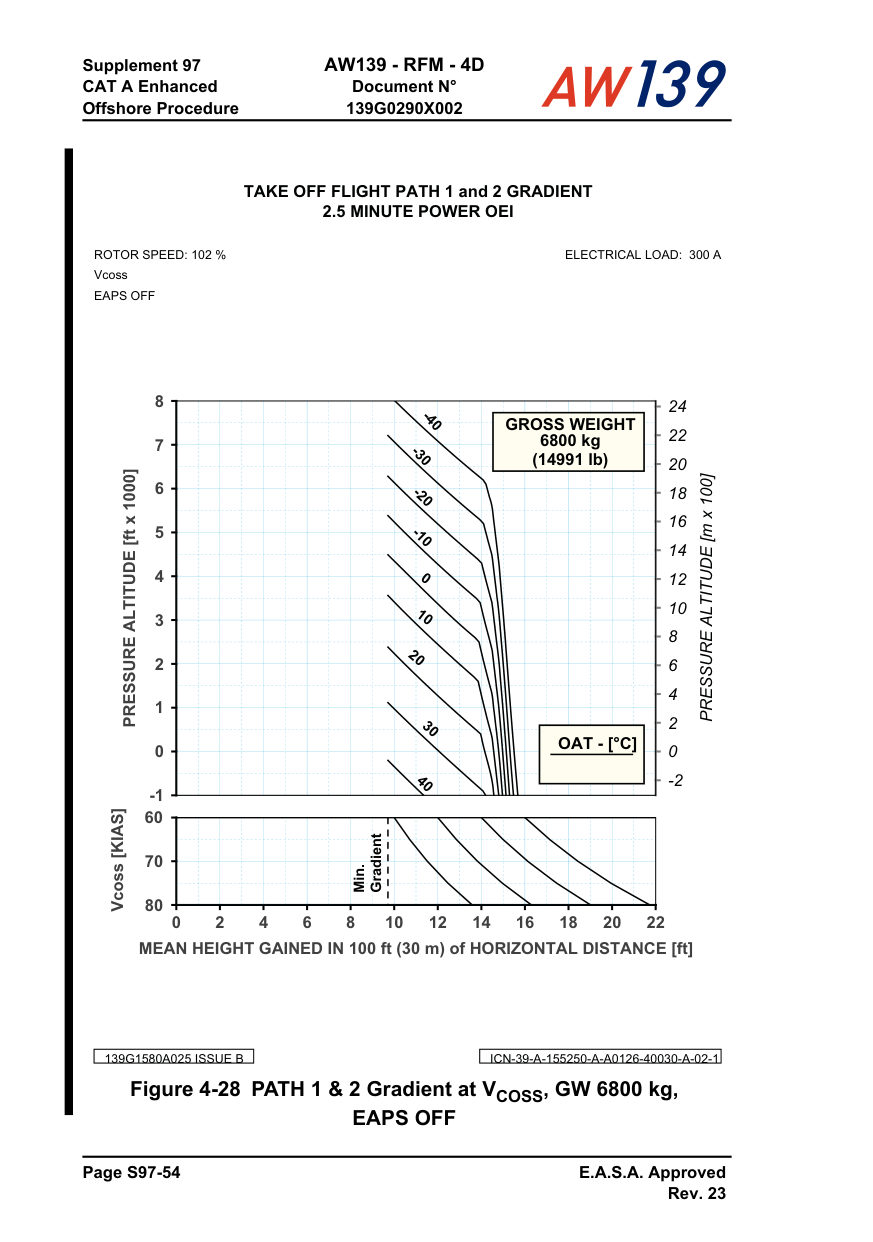 Supplement 97
CAT A Enhanced
Offshore Procedure
AW139 - RFM - 4D
Document N°
139G0290X002
AW139
TAKE OFF FLIGHT PATH 1 and 2 GRADIENT
2.5 MINUTE POWER OEI
ROTOR SPEED: 102 %
ELECTRICAL LOAD: 300 A
Vcoss
EAPS OFF
PRESSURE ALTITUDE [ft x 1000]
8
7
6
5
4
3
2
1
0
-1
-40
-30
-20
-10
0
10
20
30
40
GROSS WEIGHT
6800 kg
(14991 lb)
OAT - [°C]
24
22
20
18
16
14
12
10
8
6
4
2
0
-2
PRESSURE ALTITUDE [m x 100]
Vcoss [KIAS]
60
70
80
Min.
Gradient
0 2 4 6 8 10 12 14 16 18 20 22
MEAN HEIGHT GAINED IN 100 ft (30 m) of HORIZONTAL DISTANCE [ft]
139G1580A025 ISSUE B
ICN-39-A-155250-A-A0126-40030-A-02-1
Figure 4-28 PATH 1 & 2 Gradient at VCOSS, GW 6800 kg,
EAPS OFF
Page S97-54
E.A.S.A. Approved
Rev. 23